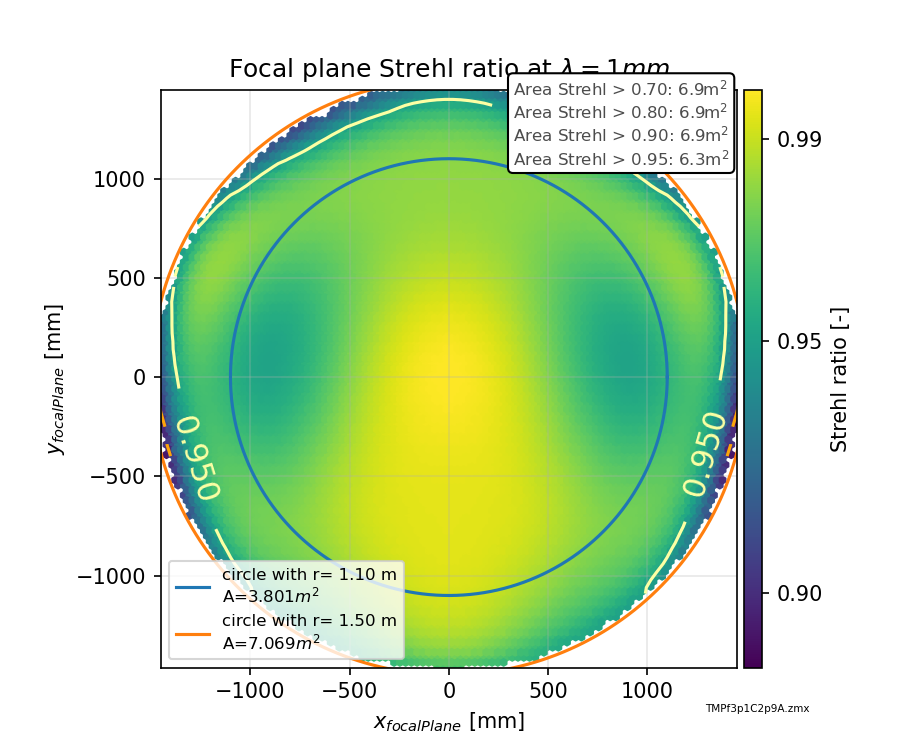 Focal plane Strehl ratio at λ = 1mm
Area Strehl > 0.70: 6.9m²
Area Strehl > 0.80: 6.9m²
Area Strehl > 0.90: 6.9m²
Area Strehl > 0.95: 6.3m²
1000
500
0
−500
−1000
y_focalPlane [mm]
0.950
0.950
circle with r= 1.10 m
A=3.801m²
circle with r= 1.50 m
A=7.069m²
−1000 −500 0 500 1000
x_focalPlane [mm]
0.99
0.95
0.90
Strehl ratio [-]
TMPf3p1C2p9A.zmx